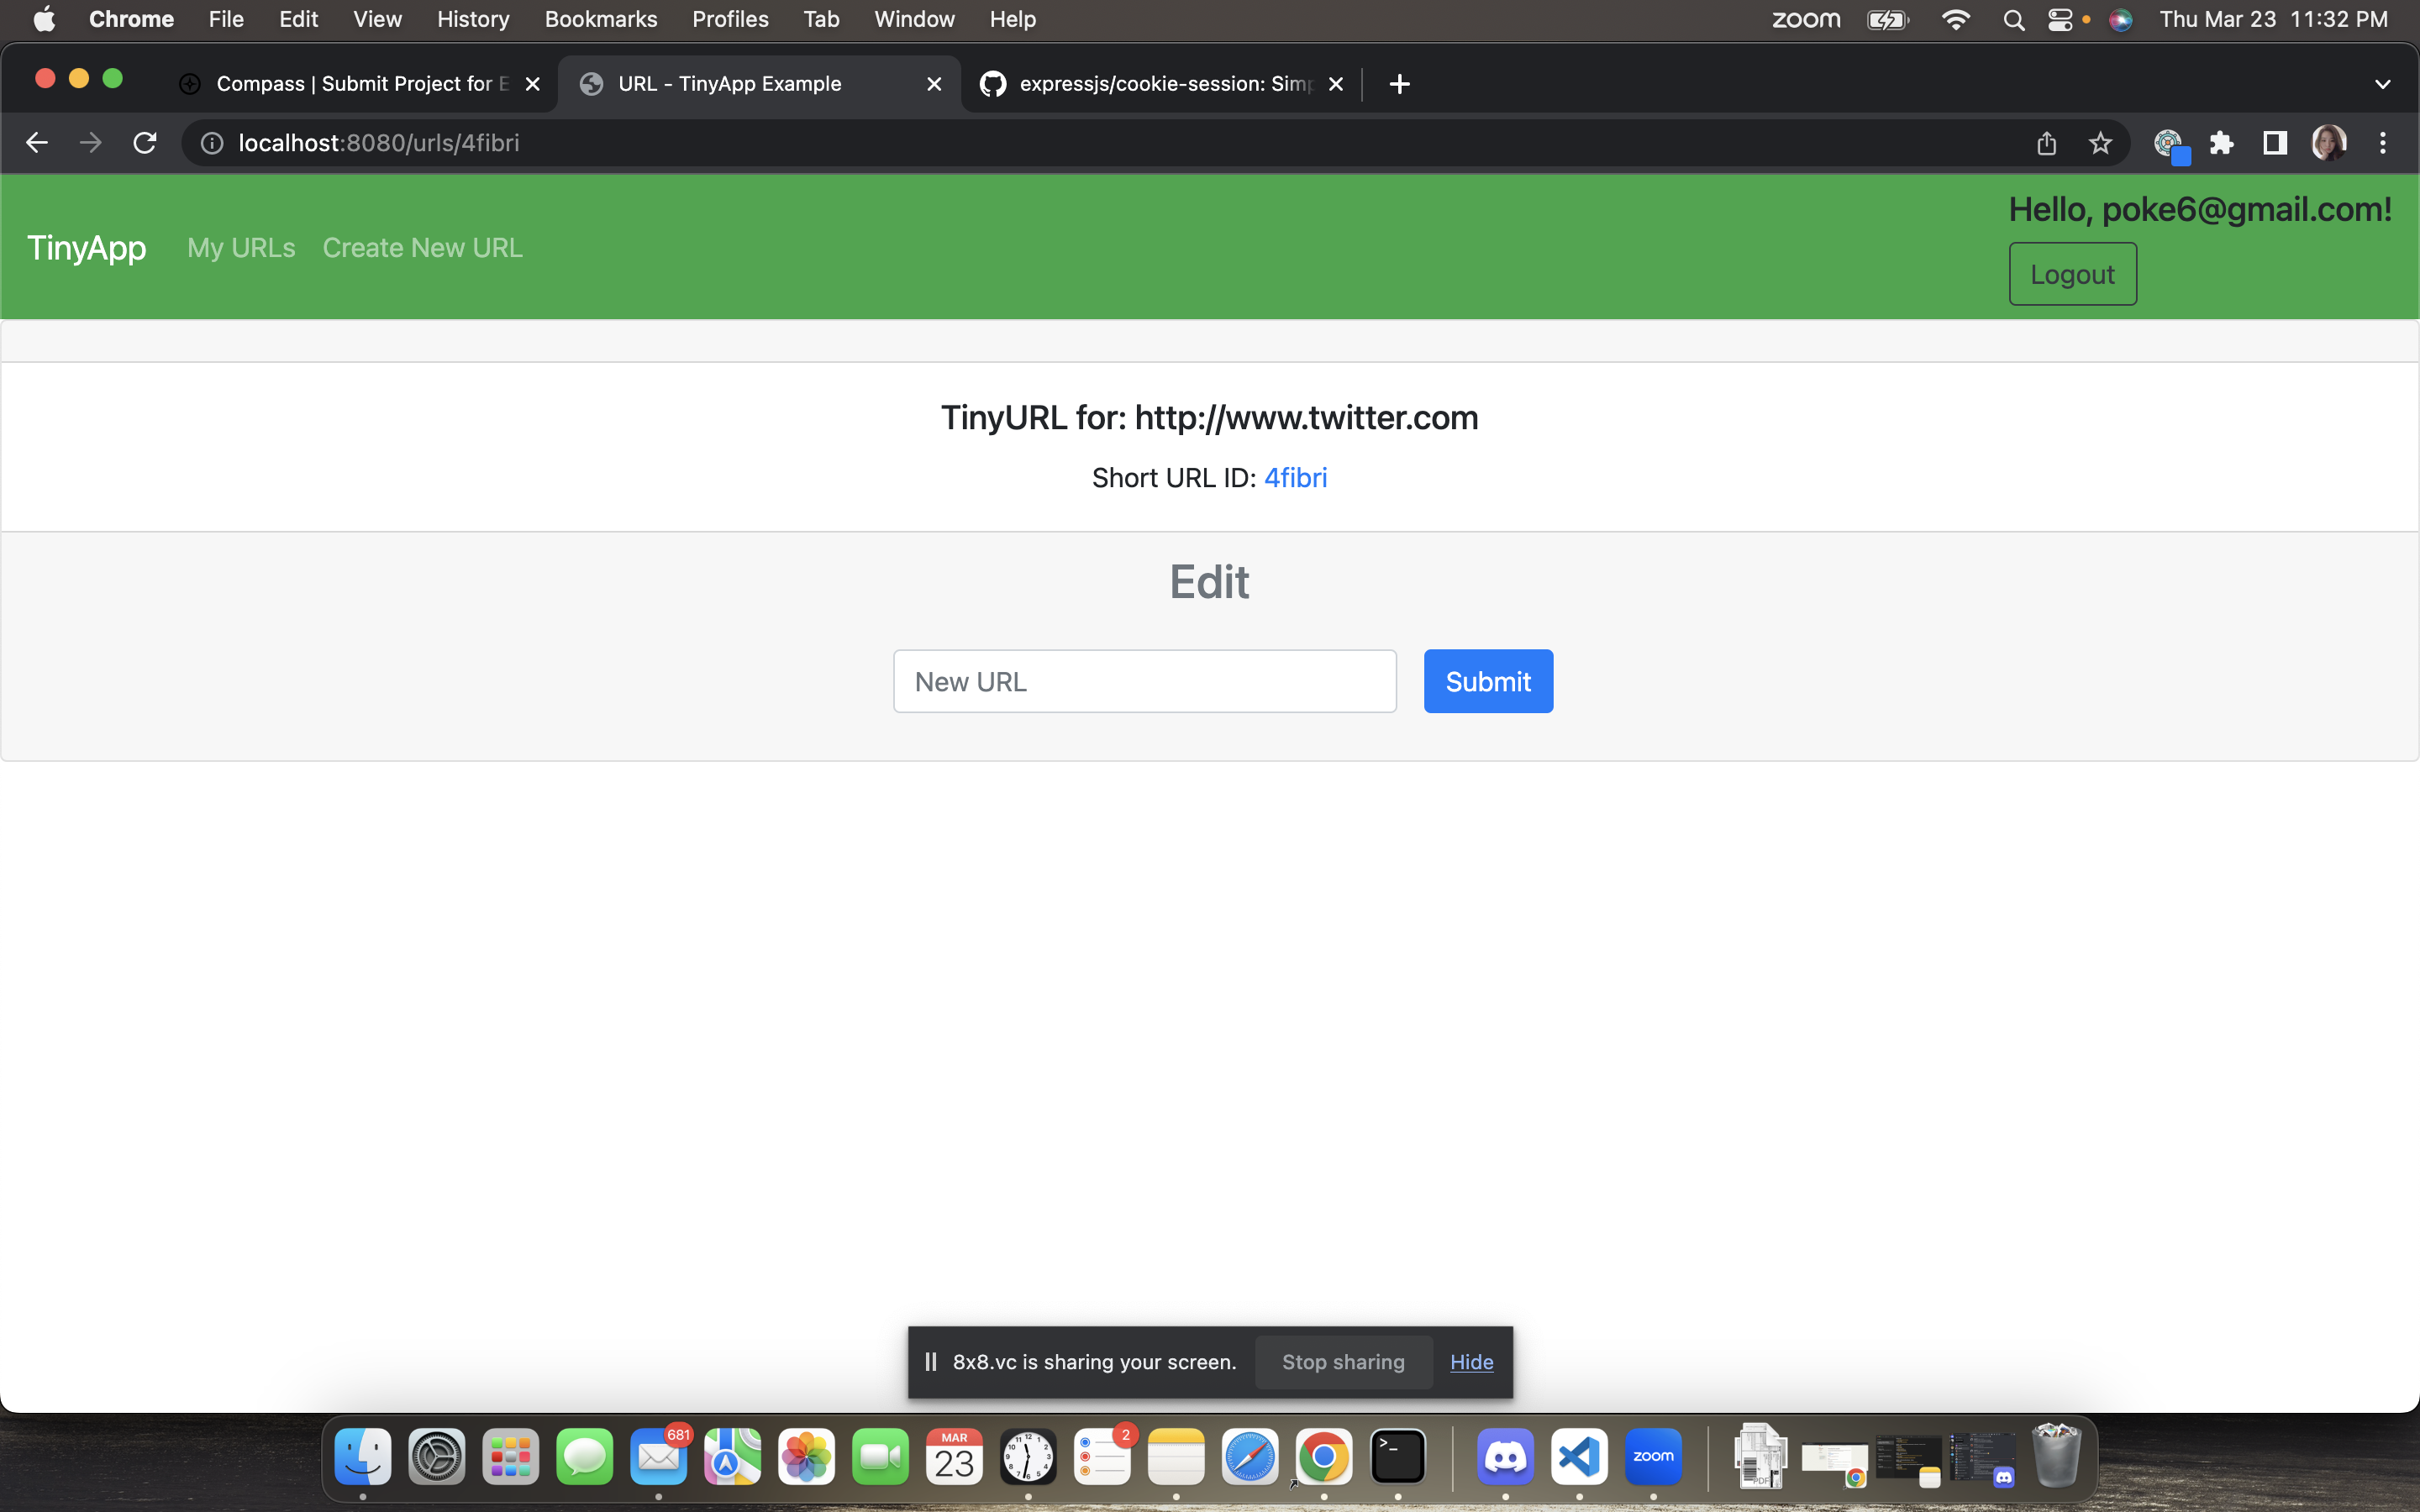 Chrome File Edit View History Bookmarks Profiles Tab Window Help zoom Thu Mar 23 11:32 PM
Compass | Submit Project for E URL - TinyApp Example expressjs/cookie-session: Simp
localhost:8080/urls/4fibri
Hello, poke6@gmail.com!
TinyApp My URLs Create New URL
Logout
TinyURL for: http://www.twitter.com
Short URL ID: 4fibri
Edit
New URL Submit
8x8.vc is sharing your screen. Stop sharing Hide
681 MAR 2
23 zoom
PDF